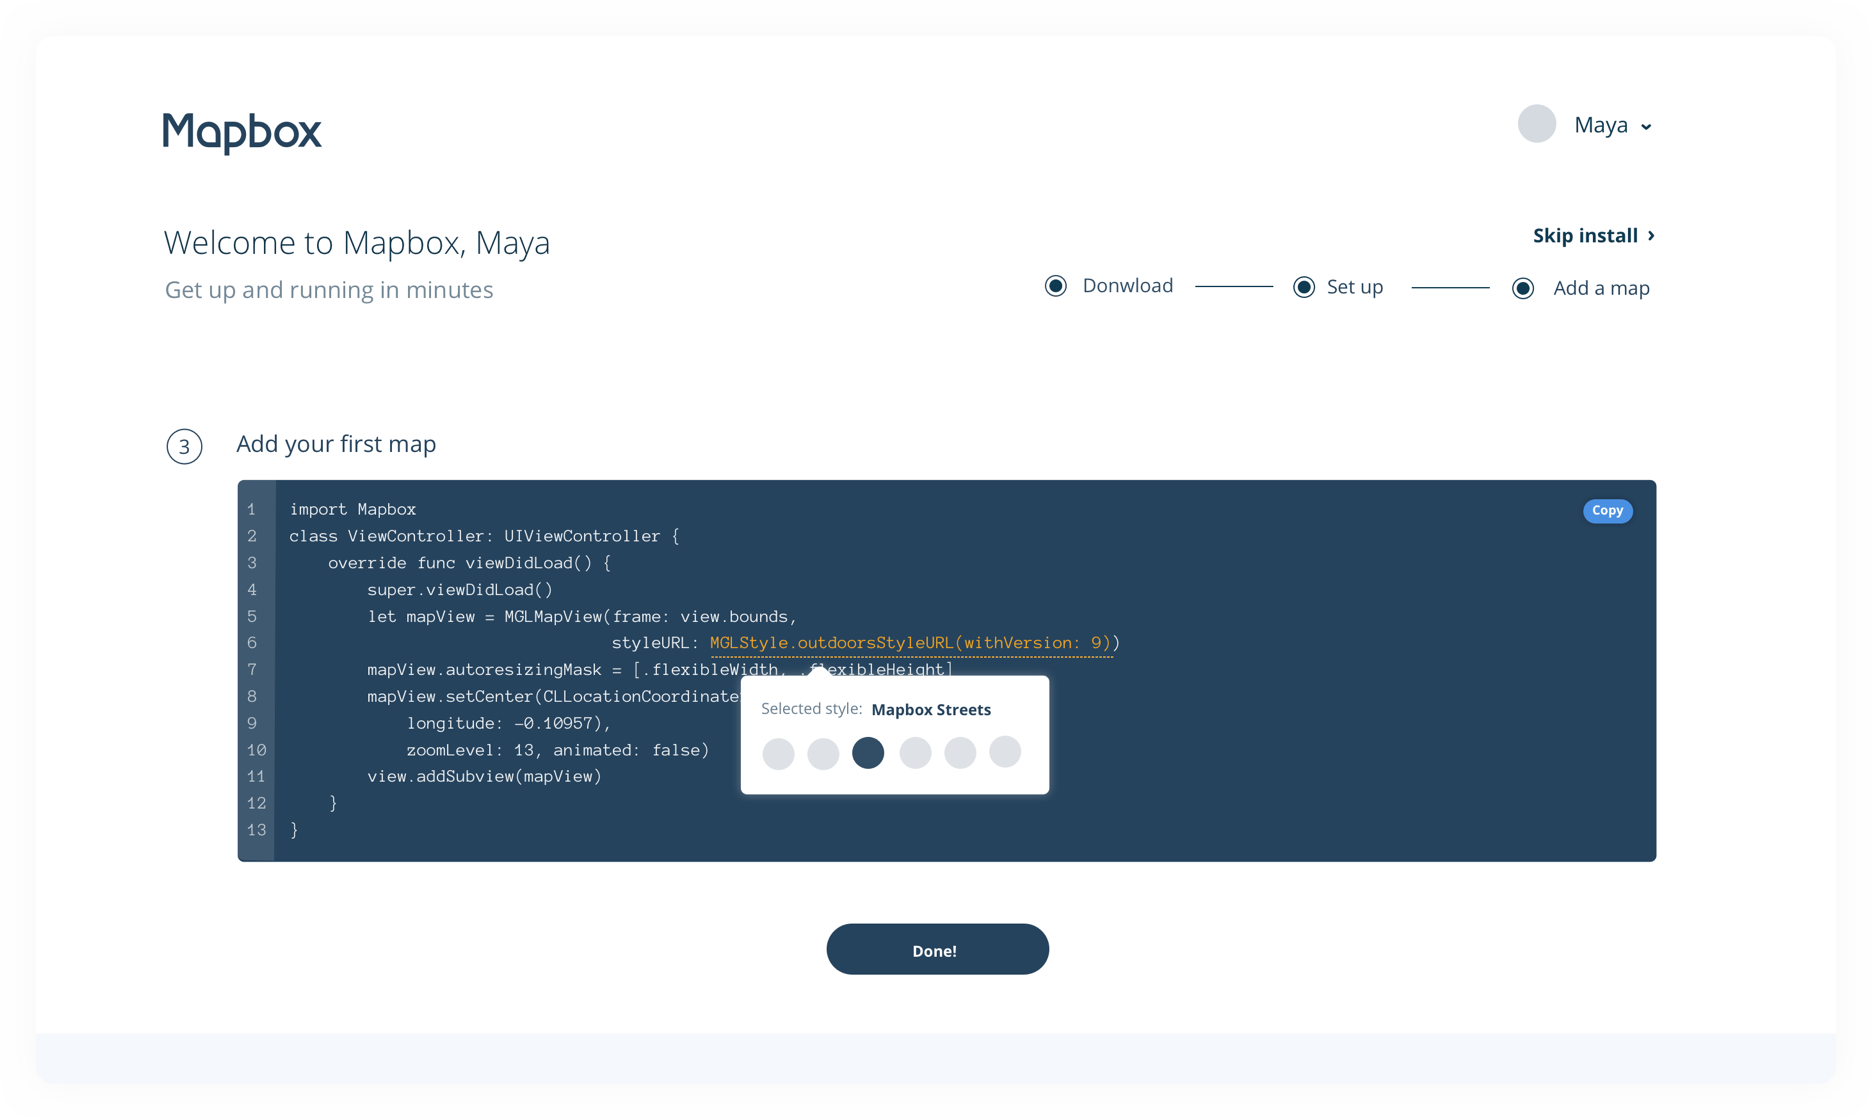 Mapbox
Maya
Welcome to Mapbox, Maya
Skip install
Get up and running in minutes
Donwload
Set up
Add a map
3 Add your first map
Copy
1 import Mapbox
2 class ViewController: UIViewController {
3 override func viewDidLoad() {
4 super.viewDidLoad()
5 let mapView = MGLMapView(frame: view.bounds,
6 styleURL: MGLStyle.outdoorsStyleURL(withVersion: 9))
7 mapView.autoresizingMask = [.flexibleWidth, .flexibleHeight]
8 mapView.setCenter(CLLocationCoordinate
9 longitude: −0.10957),
10 zoomLevel: 13, animated: false)
11 view.addSubview(mapView)
12 }
13 }
Selected style: Mapbox Streets
Done!